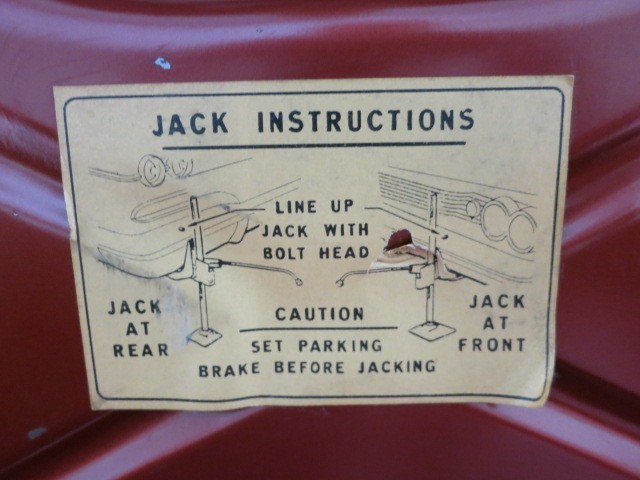 JACK INSTRUCTIONS
LINE UP
JACK WITH
BOLT HEAD
JACK
AT
REAR
JACK
AT
FRONT
CAUTION
SET PARKING
BRAKE BEFORE JACKING